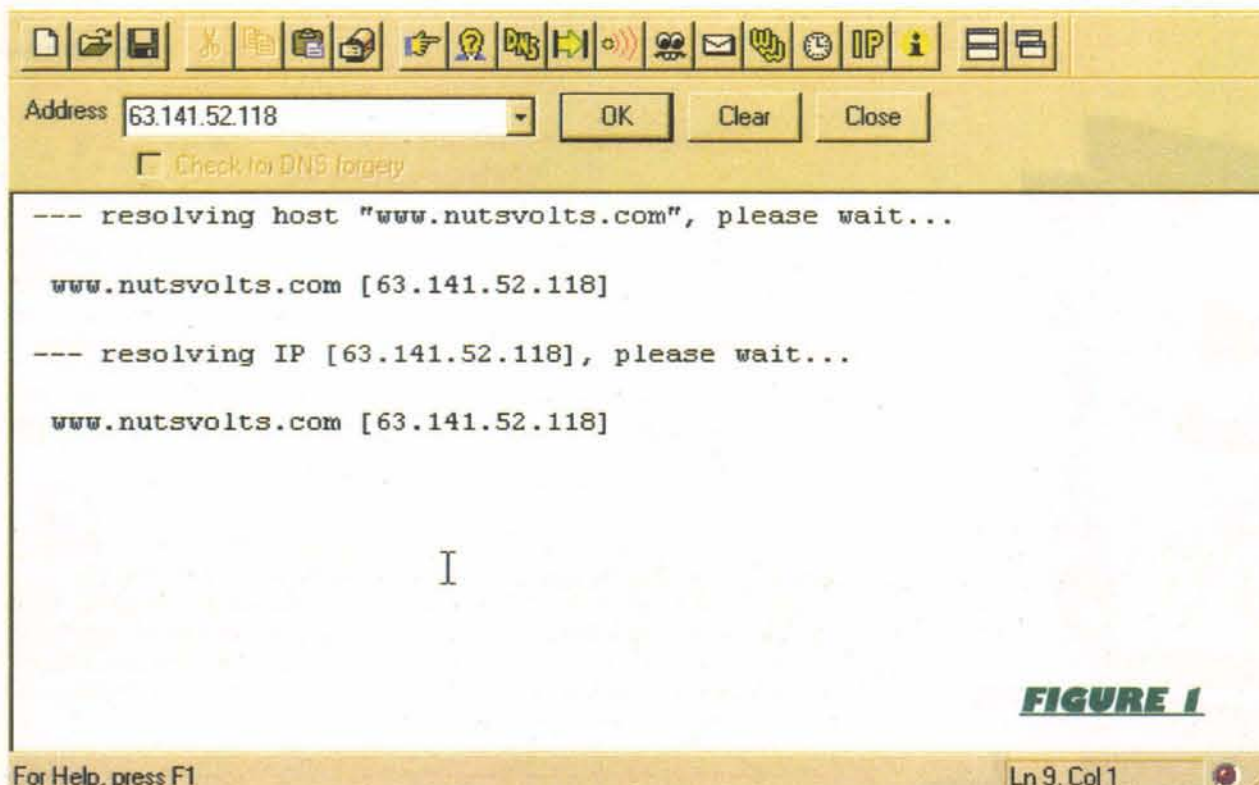 DNS IP
Address 63.141.52.118 OK Clear Close
Check for DNS forgery
--- resolving host "www.nutsvolts.com", please wait...
www.nutsvolts.com [63.141.52.118]
--- resolving IP [63.141.52.118], please wait...
www.nutsvolts.com [63.141.52.118]
FIGURE 1
For Help, press F1 Ln 9, Col 1